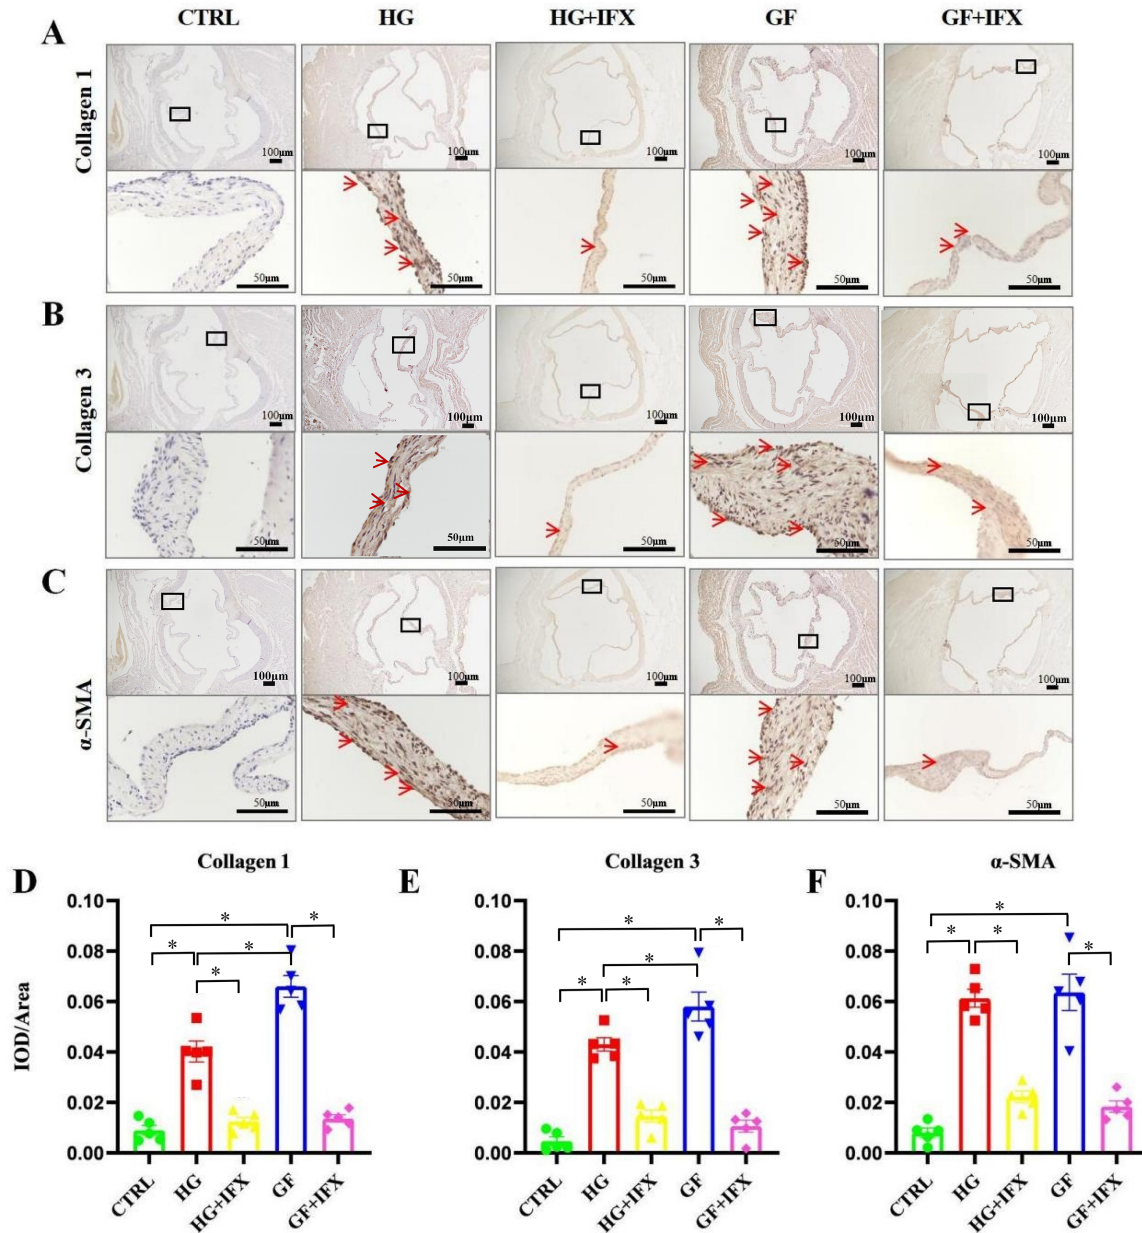 CTRL HG HG+IFX GF GF+IFX
A
Collagen 1
100μm 100μm 100μm 100μm 100μm
50μm 50μm 50μm 50μm 50μm
B
Collagen 3
100μm 100μm 100μm 100μm 100μm
50μm 50μm 50μm 50μm 50μm
C
α-SMA
100μm 100μm 100μm 100μm 100μm
50μm 50μm 50μm 50μm 50μm
D
Collagen 1
IOD/Area
0.10
0.08
0.06
0.04
0.02
0.00
* * * * *
CTRL HG HG+IFX GF GF+IFX
E
Collagen 3
0.10
0.08
0.06
0.04
0.02
0.00
* * * * *
CTRL HG HG+IFX GF GF+IFX
F
α-SMA
0.10
0.08
0.06
0.04
0.02
0.00
* * * *
CTRL HG HG+IFX GF GF+IFX